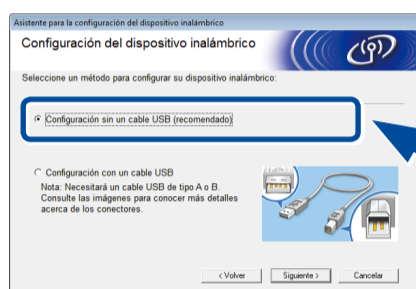 Asistente para la configuración del dispositivo inalámbrico
Configuración del dispositivo inalámbrico
Seleccione un método para configurar su dispositivo inalámbrico:
Configuración sin un cable USB (recomendado)
Configuración con un cable USB
Nota: Necesitará un cable USB de tipo A o B.
Consulte las imágenes para conocer más detalles
acerca de los conectores.
< Volver
Siguiente >
Cancelar